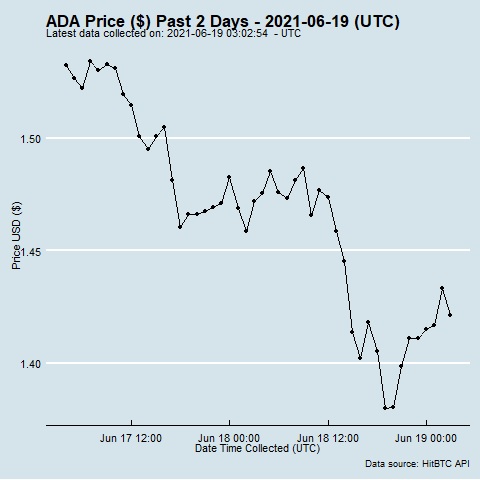 ADA Price ($) Past 2 Days - 2021-06-19 (UTC)
Latest data collected on: 2021-06-19 03:02:54 - UTC
Price USD ($)
1.50
1.45
1.40
Jun 17 12:00 Jun 18 00:00 Jun 18 12:00 Jun 19 00:00
Date Time Collected (UTC)
Data source: HitBTC API